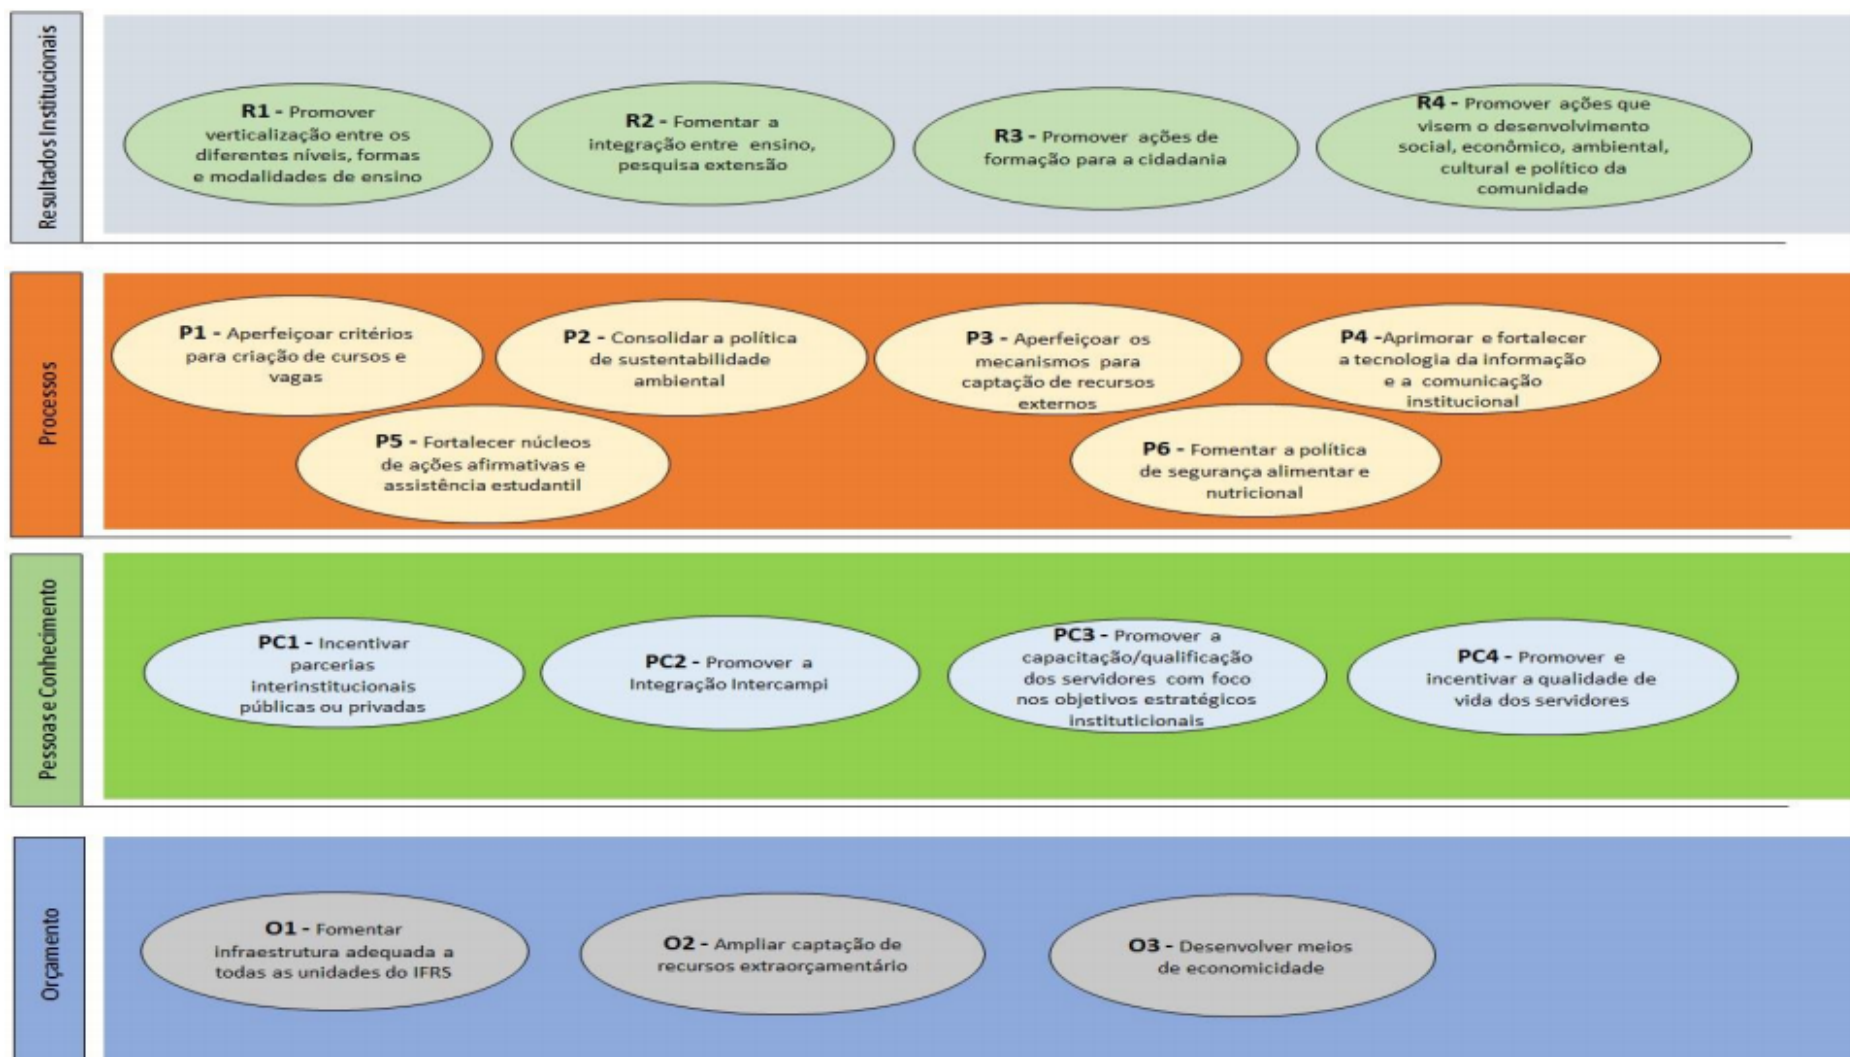 Resultados Institucionais
R1 - Promover
verticalização entre os
diferentes níveis, formas
e modalidades de ensino
R2 - Fomentar a
integração entre ensino,
pesquisa extensão
R3 - Promover ações de
formação para a cidadania
R4 - Promover ações que
visem o desenvolvimento
social, econômico, ambiental,
cultural e político da
comunidade
Processos
P1 - Aperfeiçoar critérios
para criação de cursos e
vagas
P2 - Consolidar a política
de sustentabilidade
ambiental
P3 - Aperfeiçoar os
mecanismos para
captação de recursos
externos
P4 -Aprimorar e fortalecer
a tecnologia da informação
e a comunicação
institucional
P5 - Fortalecer núcleos
de ações afirmativas e
assistência estudantil
P6 - Fomentar a política
de segurança alimentar e
nutricional
Pessoas e Conhecimento
PC1 - Incentivar
parcerias
interinstitucionais
públicas ou privadas
PC2 - Promover a
Integração Intercampi
PC3 - Promover a
capacitação/qualificação
dos servidores com foco
nos objetivos estratégicos
instituticionais
PC4 - Promover e
incentivar a qualidade de
vida dos servidores
Orçamento
O1 - Fomentar
infraestrutura adequada a
todas as unidades do IFRS
O2 - Ampliar captação de
recursos extraorçamentário
O3 - Desenvolver meios
de economicidade